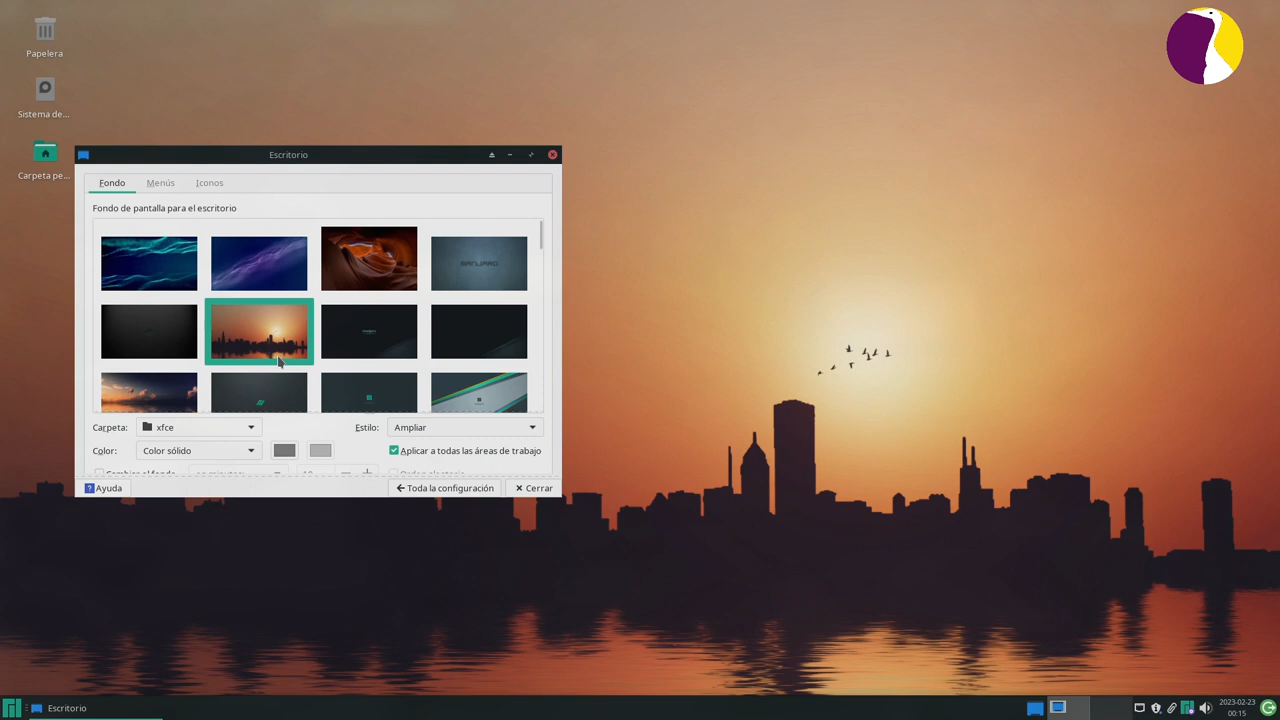 Papelera
Sistema de...
Carpeta pe...
Escritorio
Fondo
Menús
Iconos
Fondo de pantalla para el escritorio
MANJARO
Carpeta:
xfce
Estilo:
Ampliar
Color:
Color sólido
Aplicar a todas las áreas de trabajo
Ayuda
Toda la configuración
Cerrar
Escritorio
2023-02-23
00:15